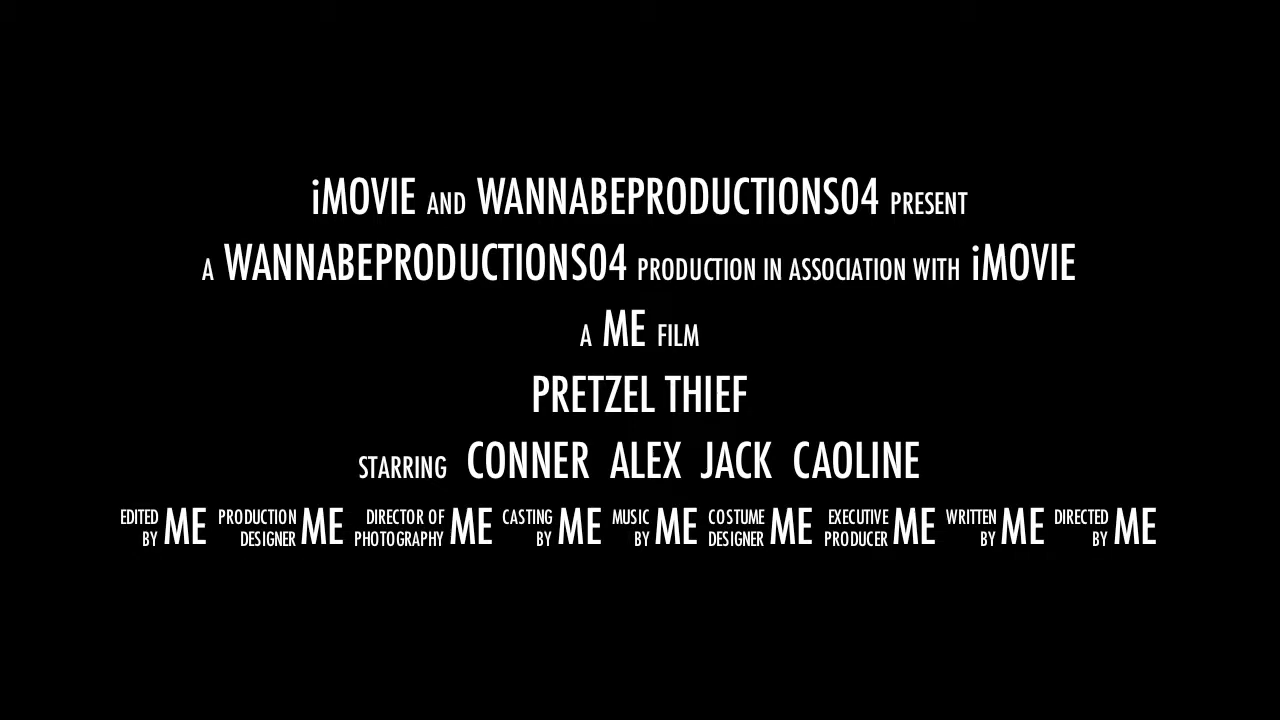 iMOVIE AND WANNABEPRODUCTIONS04 PRESENT
A WANNABEPRODUCTIONS04 PRODUCTION IN ASSOCIATION WITH iMOVIE
A ME FILM
PRETZEL THIEF
STARRING CONNER ALEX JACK CAOLINE
EDITED BY ME PRODUCTION DESIGNER ME DIRECTOR OF PHOTOGRAPHY ME CASTING BY ME MUSIC BY ME COSTUME DESIGNER ME EXECUTIVE PRODUCER ME WRITTEN BY ME DIRECTED BY ME